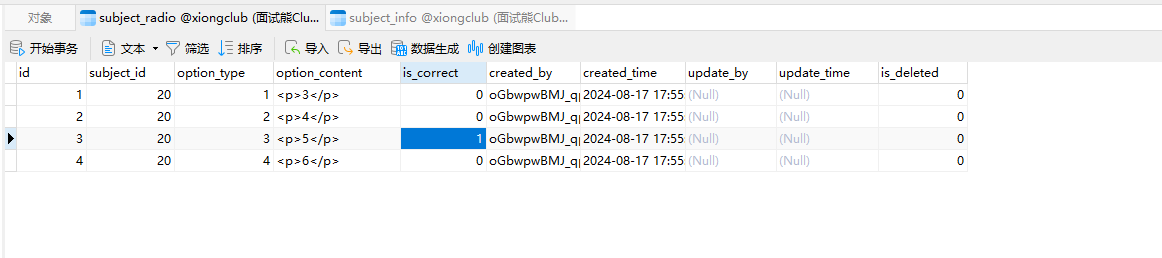 对象 subject_radio @xiongclub (面试能Clu... subject_info @xiongclub (面试能Club...
开始事务 文本 筛选 排序 导入 导出 数据生成 创建图表
id subject_id option_type option_content is_correct created_by created_time update_by update_time is_deleted
1 20 1 <p>3</p> 0 oGbwpwBMJ_q 2024-08-17 17:55 (Null) (Null) 0
2 20 2 <p>4</p> 0 oGbwpwBMJ_q 2024-08-17 17:55 (Null) (Null) 0
3 20 3 <p>5</p> 1 oGbwpwBMJ_q 2024-08-17 17:55 (Null) (Null) 0
4 20 4 <p>6</p> 0 oGbwpwBMJ_q 2024-08-17 17:55 (Null) (Null) 0